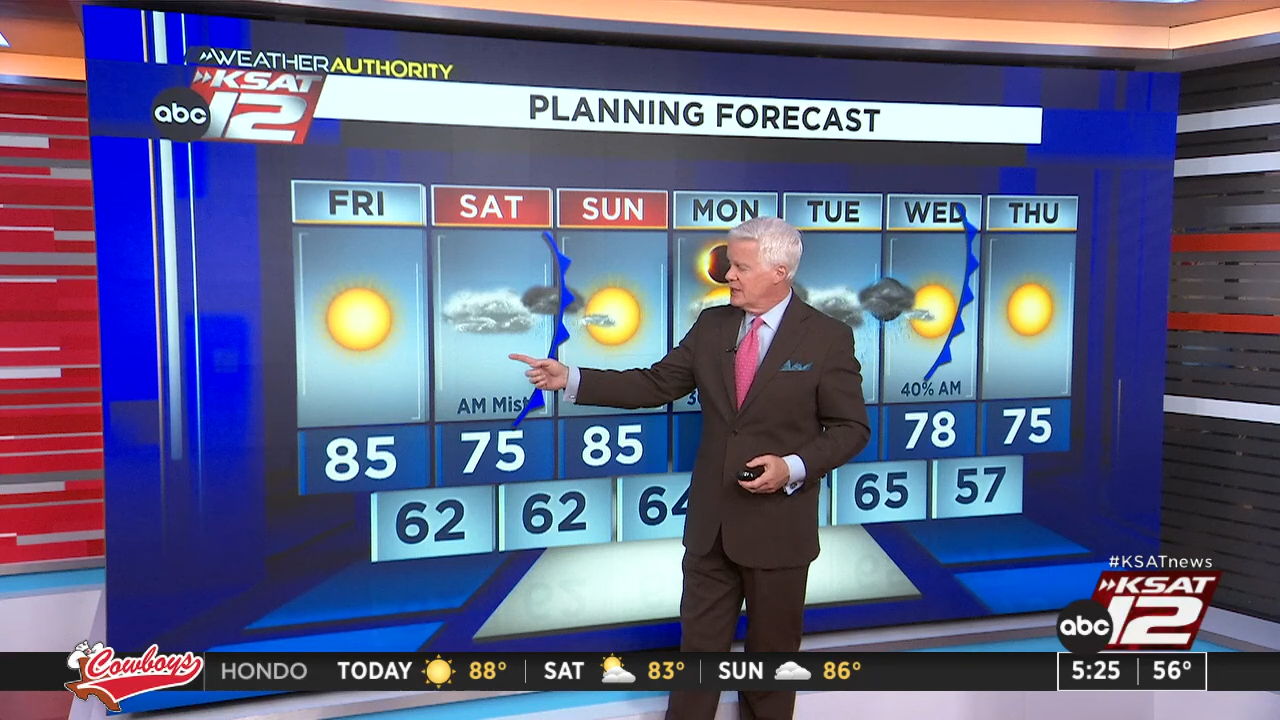 WEATHERAUTHORITY
KSAT
abc 12
PLANNING FORECAST
FRI SAT SUN MON TUE WED THU
AM Mist
40% AM
85 75 85 78 75
62 62 64 65 57
#KSATnews
KSAT
abc 12
Cowboys HONDO TODAY 88° SAT 83° SUN 86° 5:25 56°